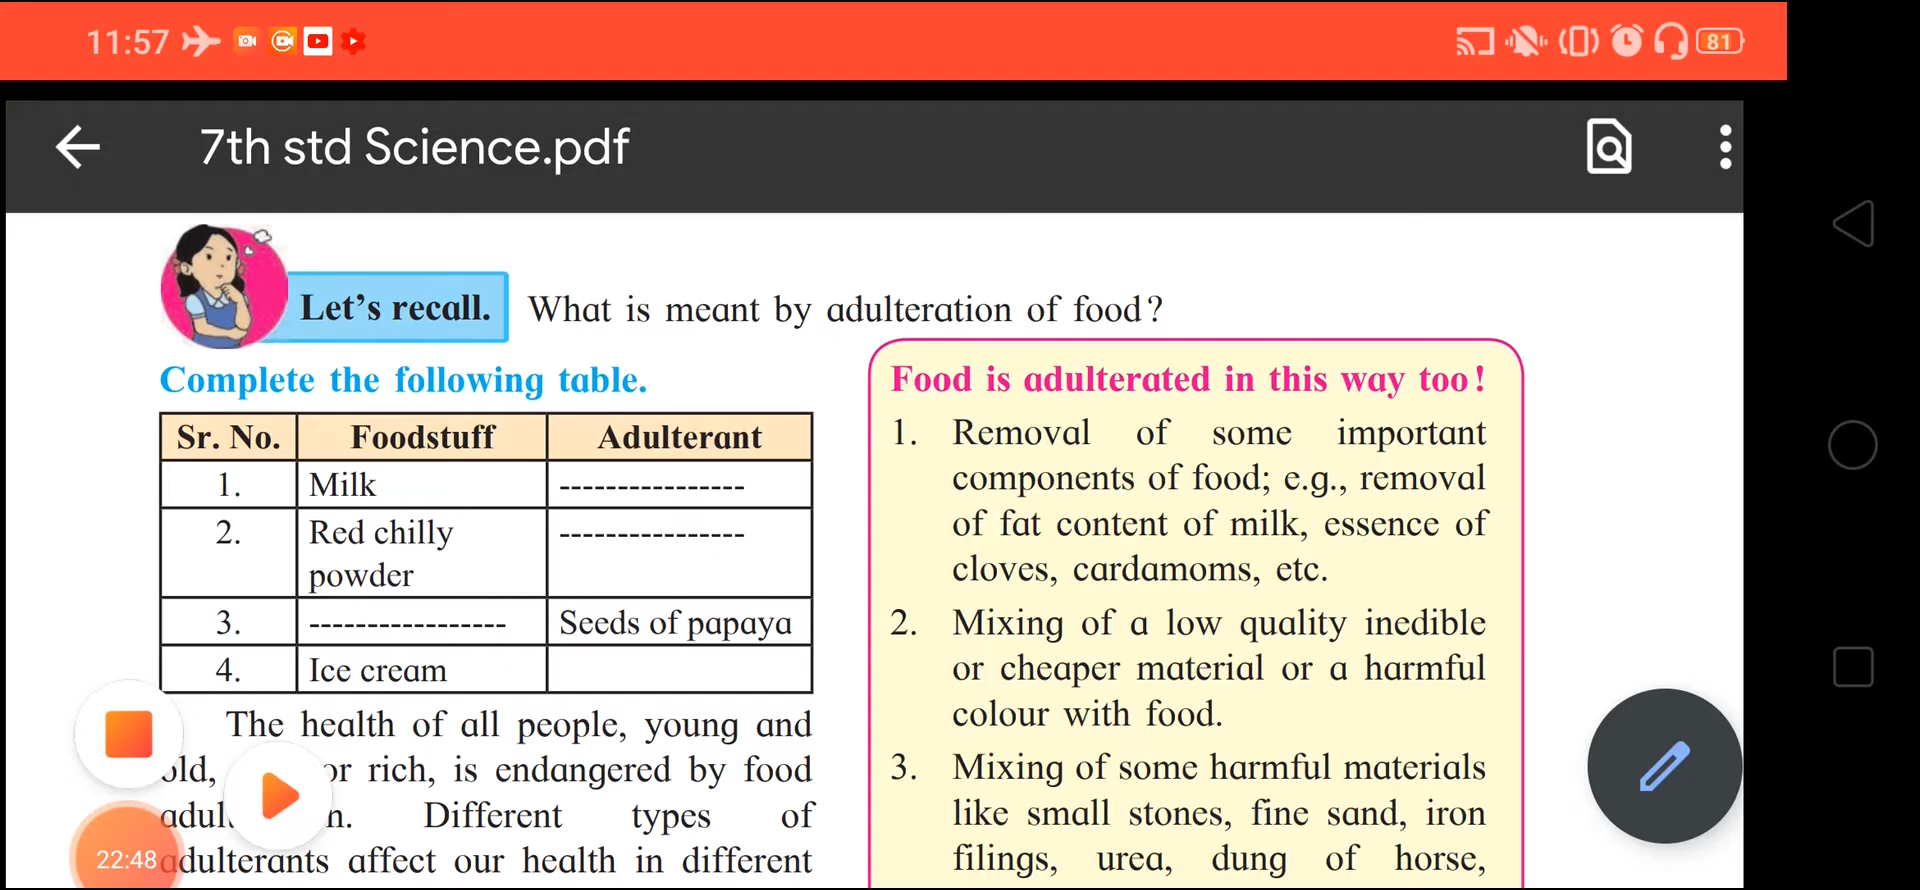 11:57
81
7th std Science.pdf
Let's recall. What is meant by adulteration of food?
Complete the following table.
Sr. No. Foodstuff Adulterant
1. Milk ----------------
2. Red chilly powder ----------------
3. ----------------- Seeds of papaya
4. Ice cream
The health of all people, young and
old, or rich, is endangered by food
Different types of
adulterants affect our health in different
22:48
Food is adulterated in this way too!
1. Removal of some important
components of food; e.g., removal
of fat content of milk, essence of
cloves, cardamoms, etc.
2. Mixing of a low quality inedible
or cheaper material or a harmful
colour with food.
3. Mixing of some harmful materials
like small stones, fine sand, iron
filings, urea, dung of horse,